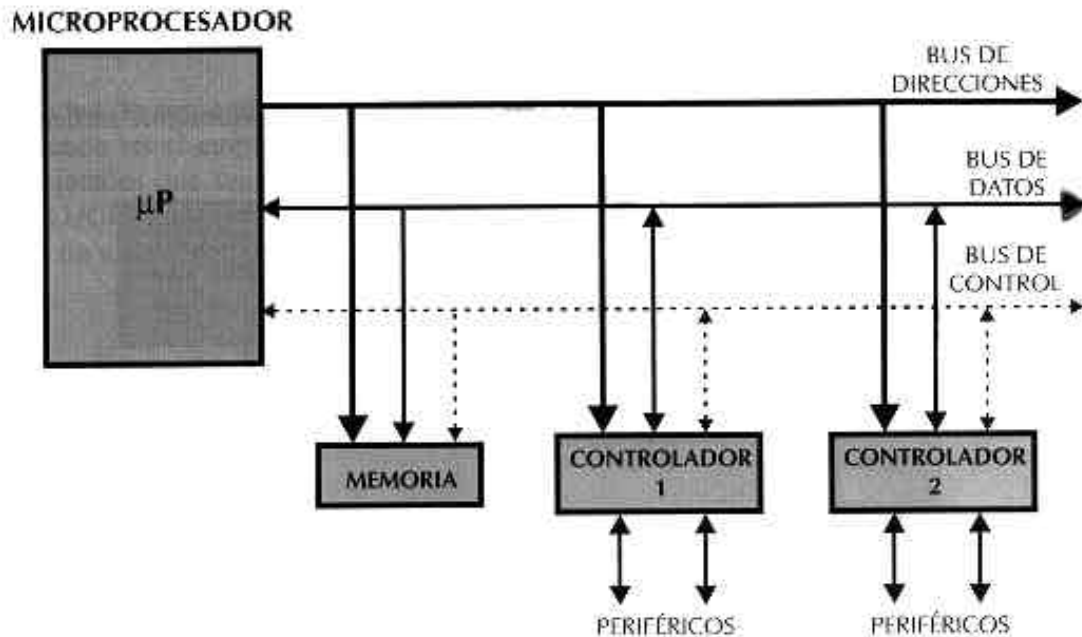 MICROPROCESADOR
BUS DE
DIRECCIONES
µP
BUS DE
DATOS
BUS DE
CONTROL
MEMORIA
CONTROLADOR
1
CONTROLADOR
2
PERIFÉRICOS
PERIFÉRICOS